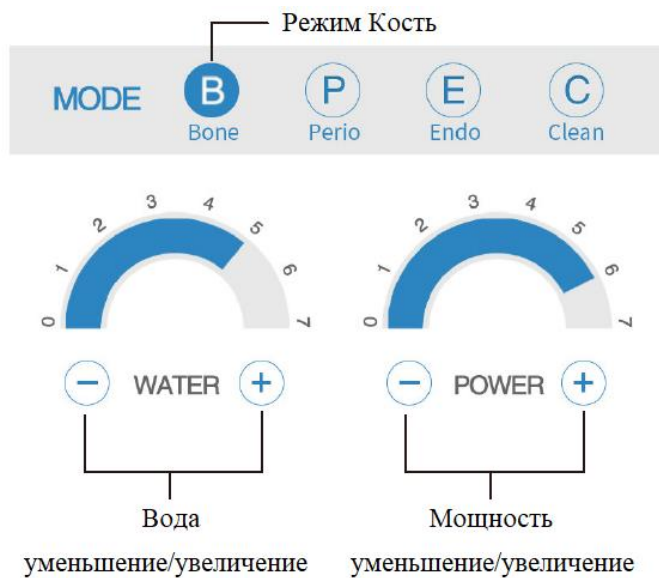 Режим Кость
MODE B P E C
Bone Perio Endo Clean
0 1 2 3 4 5 6 7
0 1 2 3 4 5 6 7
− WATER +
− POWER +
Вода
уменьшение/увеличение
Мощность
уменьшение/увеличение